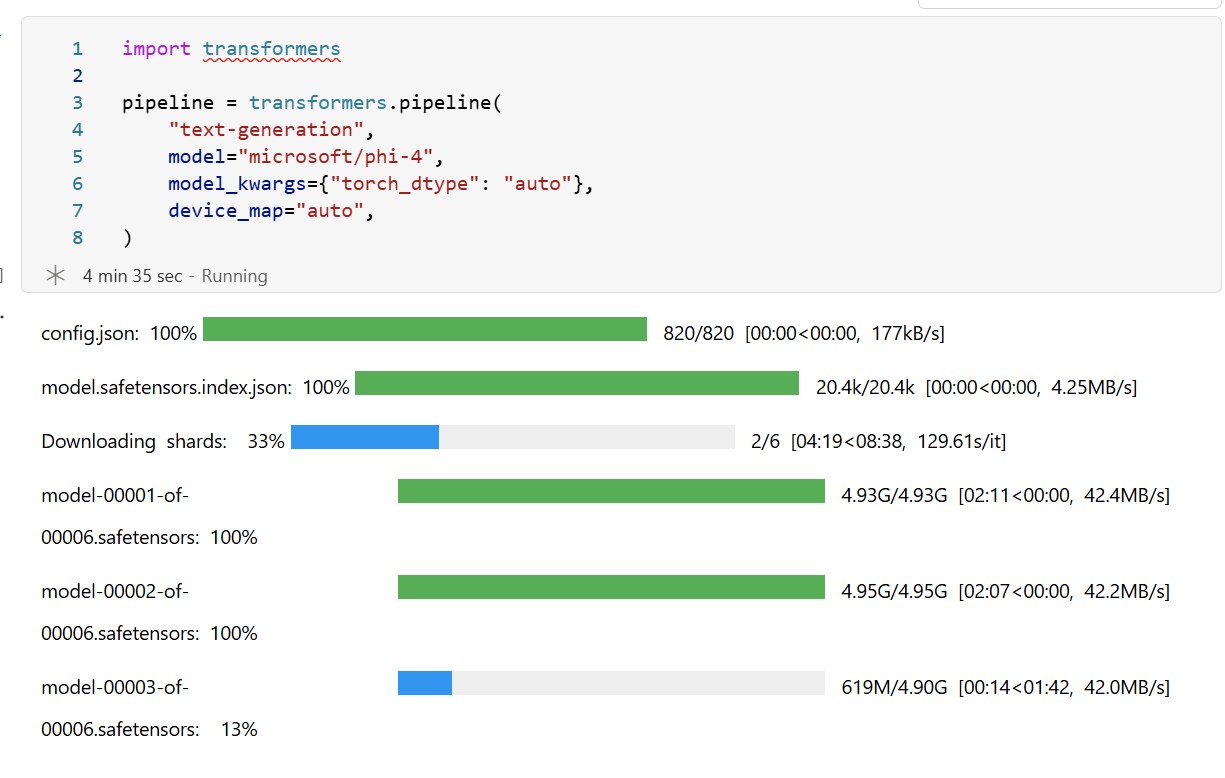 1 import transformers
2
3 pipeline = transformers.pipeline(
4     "text-generation",
5     model="microsoft/phi-4",
6     model_kwargs={"torch_dtype": "auto"},
7     device_map="auto",
8 )
] 4 min 35 sec - Running
config.json: 100% 820/820 [00:00<00:00, 177kB/s]
model.safetensors.index.json: 100% 20.4k/20.4k [00:00<00:00, 4.25MB/s]
Downloading shards: 33% 2/6 [04:19<08:38, 129.61s/it]
model-00001-of- 4.93G/4.93G [02:11<00:00, 42.4MB/s]
00006.safetensors: 100%
model-00002-of- 4.95G/4.95G [02:07<00:00, 42.2MB/s]
00006.safetensors: 100%
model-00003-of- 619M/4.90G [00:14<01:42, 42.0MB/s]
00006.safetensors: 13%